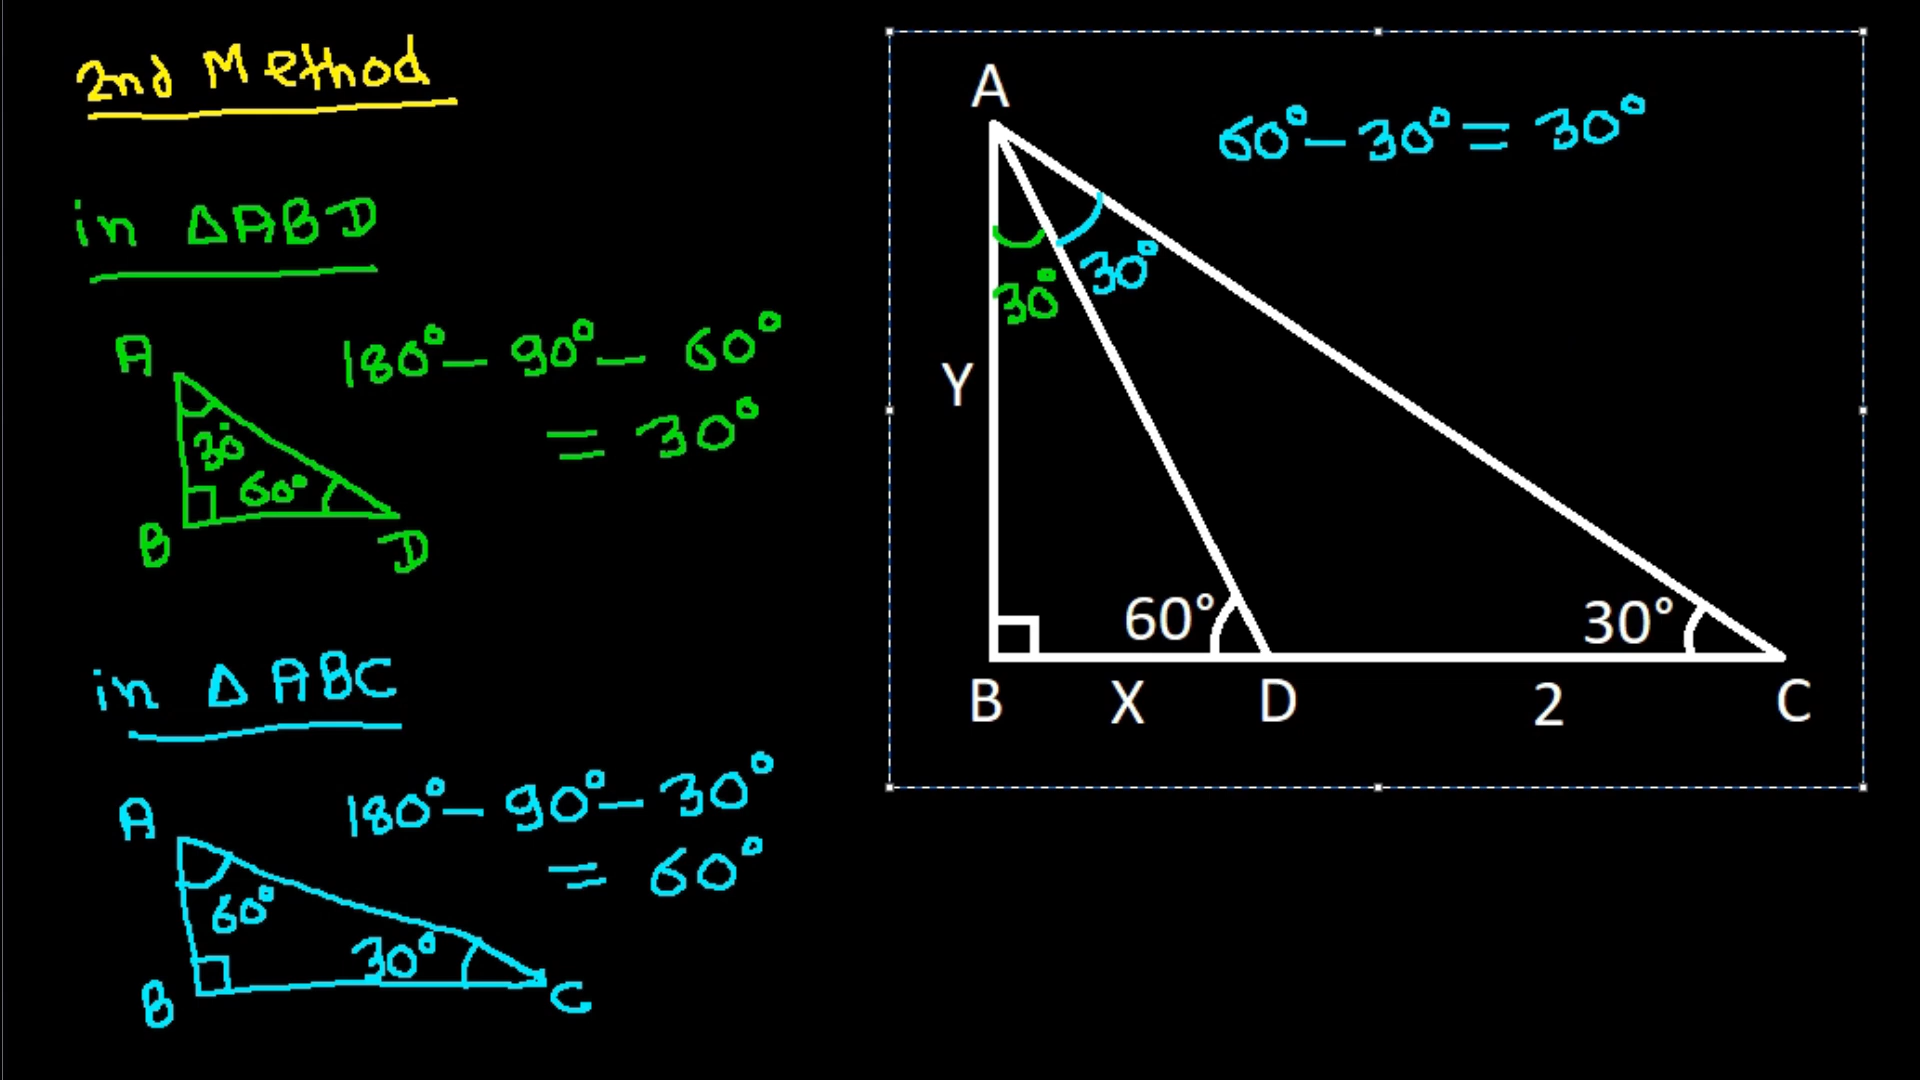 2nd Method
in ΔABD
A
180° – 90° – 60°
= 30°
30°
60°
B
D
in Δ ABC
A
180° – 90° – 30°
= 60°
60°
30°
B
C
A
60° – 30° = 30°
30°
30°
Y
60°
30°
B X D 2 C